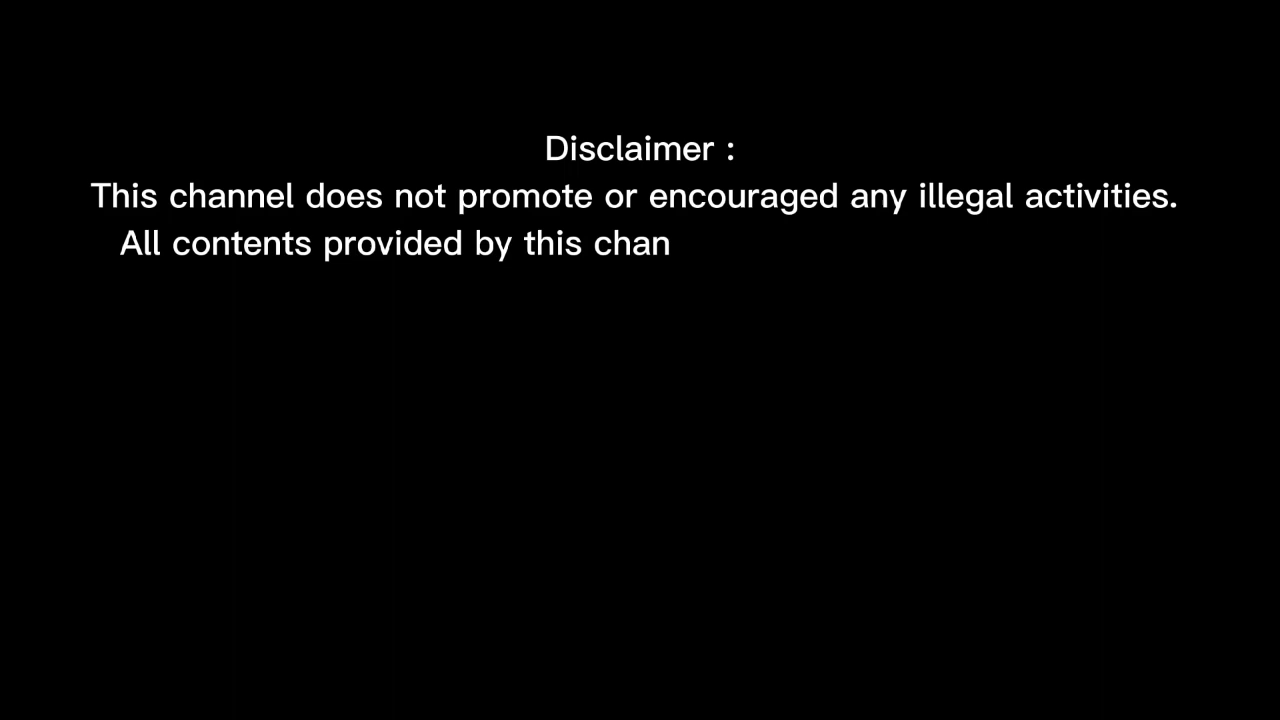 Disclaimer :
This channel does not promote or encouraged any illegal activities.
All contents provided by this chan